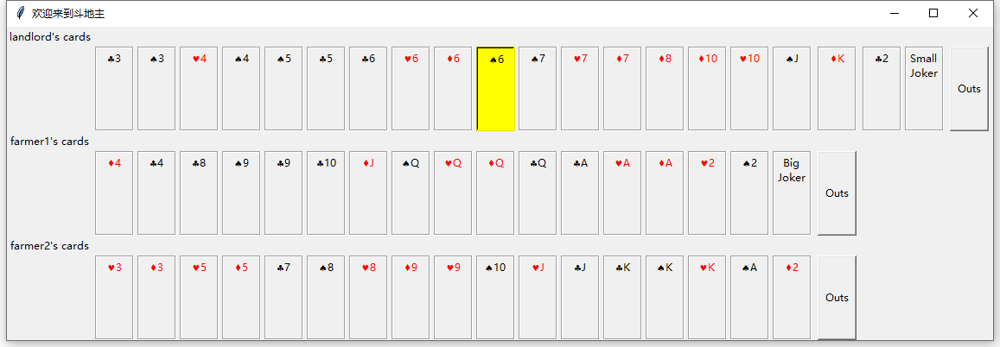 欢迎来到斗地主
landlord's cards
♣3 ♠3 ♥4 ♠4 ♠5 ♣5 ♣6 ♥6 ♦6 ♠6 ♠7 ♥7 ♦7 ♦8 ♦10 ♥10 ♠J ♦K ♣2 Small Joker Outs
farmer1's cards
♦4 ♣4 ♣8 ♠9 ♣9 ♣10 ♦J ♠Q ♥Q ♦Q ♣Q ♣A ♥A ♦A ♥2 ♠2 Big Joker Outs
farmer2's cards
♥3 ♦3 ♥5 ♦5 ♣7 ♠8 ♥8 ♦9 ♥9 ♠10 ♥J ♣J ♣K ♠K ♥K ♠A ♦2 Outs